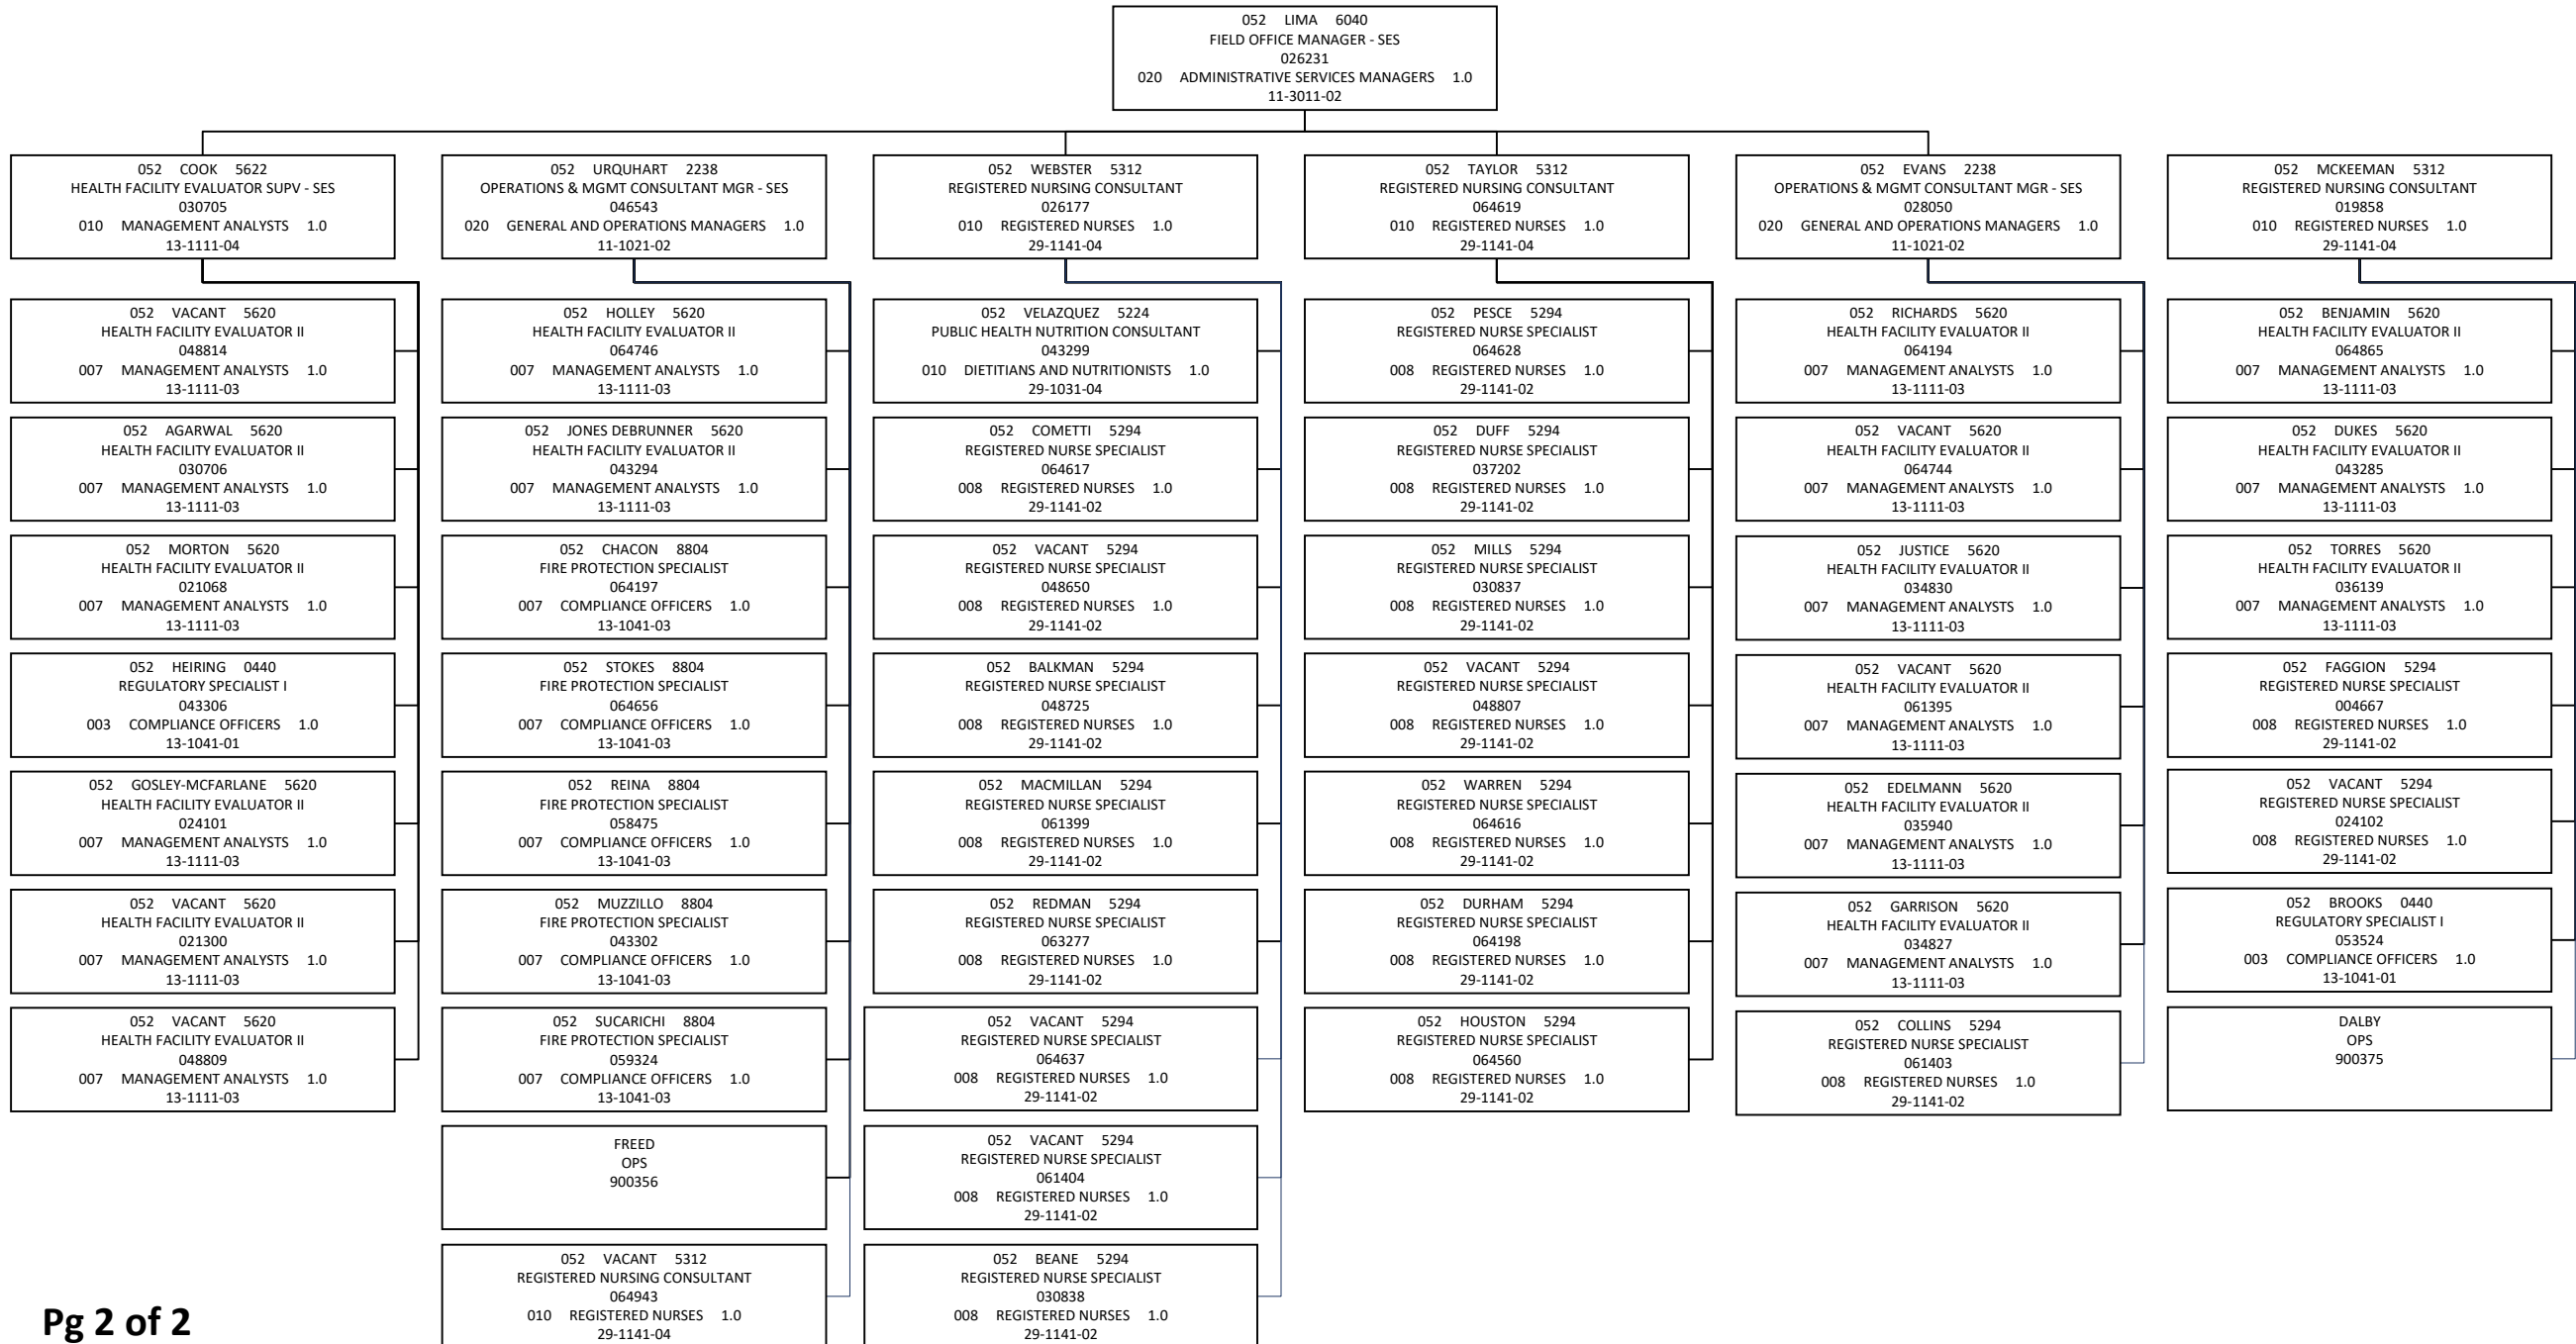 052 LIMA 6040
FIELD OFFICE MANAGER - SES
026231
020 ADMINISTRATIVE SERVICES MANAGERS 1.0
11-3011-02
052 COOK 5622
HEALTH FACILITY EVALUATOR SUPV - SES
030705
010 MANAGEMENT ANALYSTS 1.0
13-1111-04
052 VACANT 5620
HEALTH FACILITY EVALUATOR II
048814
007 MANAGEMENT ANALYSTS 1.0
13-1111-03
052 AGARWAL 5620
HEALTH FACILITY EVALUATOR II
030706
007 MANAGEMENT ANALYSTS 1.0
13-1111-03
052 MORTON 5620
HEALTH FACILITY EVALUATOR II
021068
007 MANAGEMENT ANALYSTS 1.0
13-1111-03
052 HEIRING 0440
REGULATORY SPECIALIST I
043306
003 COMPLIANCE OFFICERS 1.0
13-1041-01
052 GOSLEY-MCFARLANE 5620
HEALTH FACILITY EVALUATOR II
024101
007 MANAGEMENT ANALYSTS 1.0
13-1111-03
052 VACANT 5620
HEALTH FACILITY EVALUATOR II
021300
007 MANAGEMENT ANALYSTS 1.0
13-1111-03
052 VACANT 5620
HEALTH FACILITY EVALUATOR II
048809
007 MANAGEMENT ANALYSTS 1.0
13-1111-03
052 URQUHART 2238
OPERATIONS & MGMT CONSULTANT MGR - SES
046543
020 GENERAL AND OPERATIONS MANAGERS 1.0
11-1021-02
052 HOLLEY 5620
HEALTH FACILITY EVALUATOR II
064746
007 MANAGEMENT ANALYSTS 1.0
13-1111-03
052 JONES DEBRUNNER 5620
HEALTH FACILITY EVALUATOR II
043294
007 MANAGEMENT ANALYSTS 1.0
13-1111-03
052 CHACON 8804
FIRE PROTECTION SPECIALIST
064197
007 COMPLIANCE OFFICERS 1.0
13-1041-03
052 STOKES 8804
FIRE PROTECTION SPECIALIST
064656
007 COMPLIANCE OFFICERS 1.0
13-1041-03
052 REINA 8804
FIRE PROTECTION SPECIALIST
058475
007 COMPLIANCE OFFICERS 1.0
13-1041-03
052 MUZZILLO 8804
FIRE PROTECTION SPECIALIST
043302
007 COMPLIANCE OFFICERS 1.0
13-1041-03
052 SUCARICHI 8804
FIRE PROTECTION SPECIALIST
059324
007 COMPLIANCE OFFICERS 1.0
13-1041-03
FREED
OPS
900356
052 VACANT 5312
REGISTERED NURSING CONSULTANT
064943
010 REGISTERED NURSES 1.0
29-1141-04
052 WEBSTER 5312
REGISTERED NURSING CONSULTANT
026177
010 REGISTERED NURSES 1.0
29-1141-04
052 VELAZQUEZ 5224
PUBLIC HEALTH NUTRITION CONSULTANT
043299
010 DIETITIANS AND NUTRITIONISTS 1.0
29-1031-04
052 COMETTI 5294
REGISTERED NURSE SPECIALIST
064617
008 REGISTERED NURSES 1.0
29-1141-02
052 VACANT 5294
REGISTERED NURSE SPECIALIST
048650
008 REGISTERED NURSES 1.0
29-1141-02
052 BALKMAN 5294
REGISTERED NURSE SPECIALIST
048725
008 REGISTERED NURSES 1.0
29-1141-02
052 MACMILLAN 5294
REGISTERED NURSE SPECIALIST
061399
008 REGISTERED NURSES 1.0
29-1141-02
052 REDMAN 5294
REGISTERED NURSE SPECIALIST
063277
008 REGISTERED NURSES 1.0
29-1141-02
052 VACANT 5294
REGISTERED NURSE SPECIALIST
064637
008 REGISTERED NURSES 1.0
29-1141-02
052 VACANT 5294
REGISTERED NURSE SPECIALIST
061404
008 REGISTERED NURSES 1.0
29-1141-02
052 BEANE 5294
REGISTERED NURSE SPECIALIST
030838
008 REGISTERED NURSES 1.0
29-1141-02
052 TAYLOR 5312
REGISTERED NURSING CONSULTANT
064619
010 REGISTERED NURSES 1.0
29-1141-04
052 PESCE 5294
REGISTERED NURSE SPECIALIST
064628
008 REGISTERED NURSES 1.0
29-1141-02
052 DUFF 5294
REGISTERED NURSE SPECIALIST
037202
008 REGISTERED NURSES 1.0
29-1141-02
052 MILLS 5294
REGISTERED NURSE SPECIALIST
030837
008 REGISTERED NURSES 1.0
29-1141-02
052 VACANT 5294
REGISTERED NURSE SPECIALIST
048807
008 REGISTERED NURSES 1.0
29-1141-02
052 WARREN 5294
REGISTERED NURSE SPECIALIST
064616
008 REGISTERED NURSES 1.0
29-1141-02
052 DURHAM 5294
REGISTERED NURSE SPECIALIST
064198
008 REGISTERED NURSES 1.0
29-1141-02
052 HOUSTON 5294
REGISTERED NURSE SPECIALIST
064560
008 REGISTERED NURSES 1.0
29-1141-02
052 EVANS 2238
OPERATIONS & MGMT CONSULTANT MGR - SES
028050
020 GENERAL AND OPERATIONS MANAGERS 1.0
11-1021-02
052 RICHARDS 5620
HEALTH FACILITY EVALUATOR II
064194
007 MANAGEMENT ANALYSTS 1.0
13-1111-03
052 VACANT 5620
HEALTH FACILITY EVALUATOR II
064744
007 MANAGEMENT ANALYSTS 1.0
13-1111-03
052 JUSTICE 5620
HEALTH FACILITY EVALUATOR II
034830
007 MANAGEMENT ANALYSTS 1.0
13-1111-03
052 VACANT 5620
HEALTH FACILITY EVALUATOR II
061395
007 MANAGEMENT ANALYSTS 1.0
13-1111-03
052 EDELMANN 5620
HEALTH FACILITY EVALUATOR II
035940
007 MANAGEMENT ANALYSTS 1.0
13-1111-03
052 GARRISON 5620
HEALTH FACILITY EVALUATOR II
034827
007 MANAGEMENT ANALYSTS 1.0
13-1111-03
052 COLLINS 5294
REGISTERED NURSE SPECIALIST
061403
008 REGISTERED NURSES 1.0
29-1141-02
052 MCKEEMAN 5312
REGISTERED NURSING CONSULTANT
019858
010 REGISTERED NURSES 1.0
29-1141-04
052 BENJAMIN 5620
HEALTH FACILITY EVALUATOR II
064865
007 MANAGEMENT ANALYSTS 1.0
13-1111-03
052 DUKES 5620
HEALTH FACILITY EVALUATOR II
043285
007 MANAGEMENT ANALYSTS 1.0
13-1111-03
052 TORRES 5620
HEALTH FACILITY EVALUATOR II
036139
007 MANAGEMENT ANALYSTS 1.0
13-1111-03
052 FAGGION 5294
REGISTERED NURSE SPECIALIST
004667
008 REGISTERED NURSES 1.0
29-1141-02
052 VACANT 5294
REGISTERED NURSE SPECIALIST
024102
008 REGISTERED NURSES 1.0
29-1141-02
052 BROOKS 0440
REGULATORY SPECIALIST I
053524
003 COMPLIANCE OFFICERS 1.0
13-1041-01
DALBY
OPS
900375
Pg 2 of 2